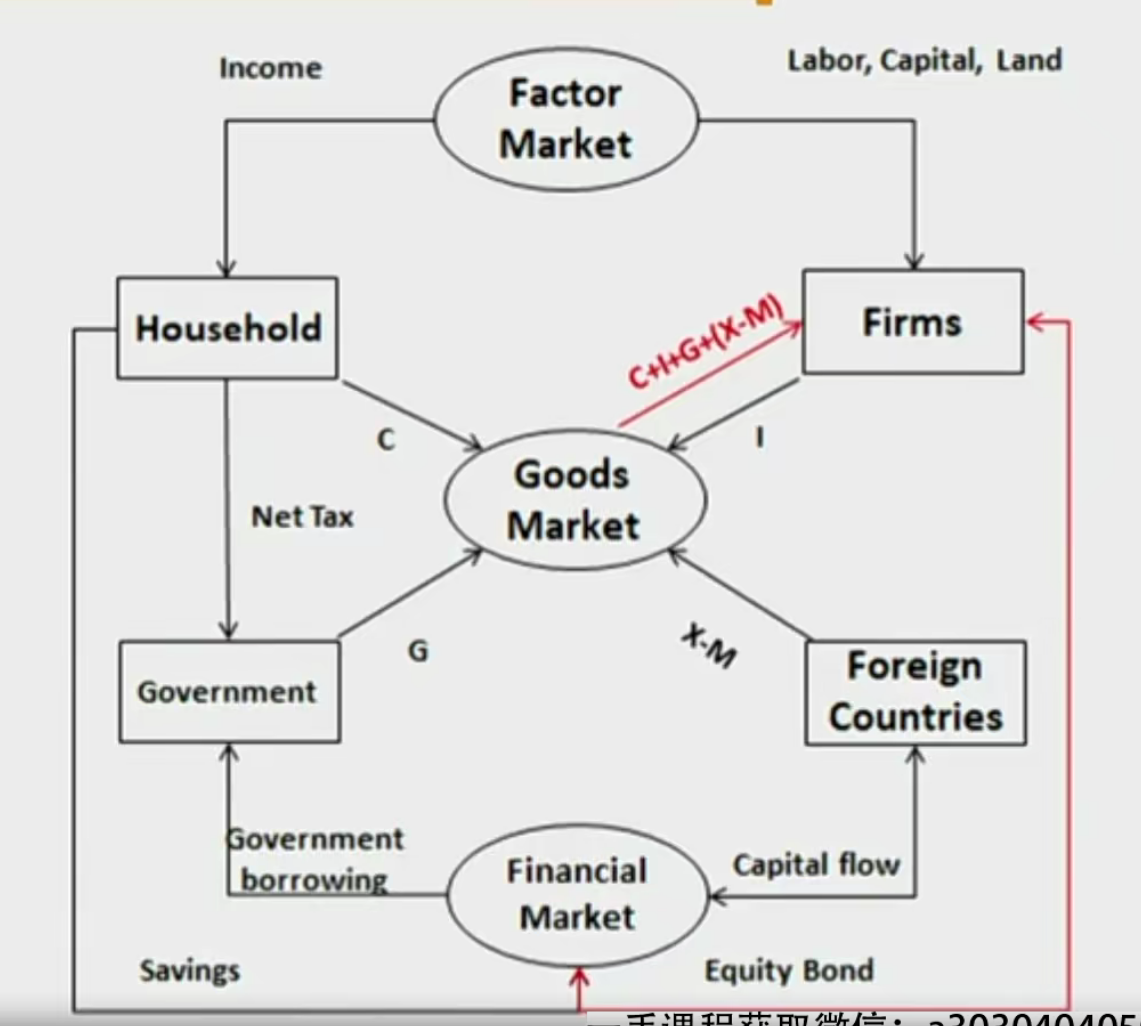 Income
Labor, Capital, Land
Factor
Market
Household
Firms
C+I+G+(X-M)
C
I
Goods
Market
Net Tax
G
X-M
Government
Foreign
Countries
Government
borrowing
Financial
Market
Capital flow
Savings
Equity Bond
一手课程获取微信：